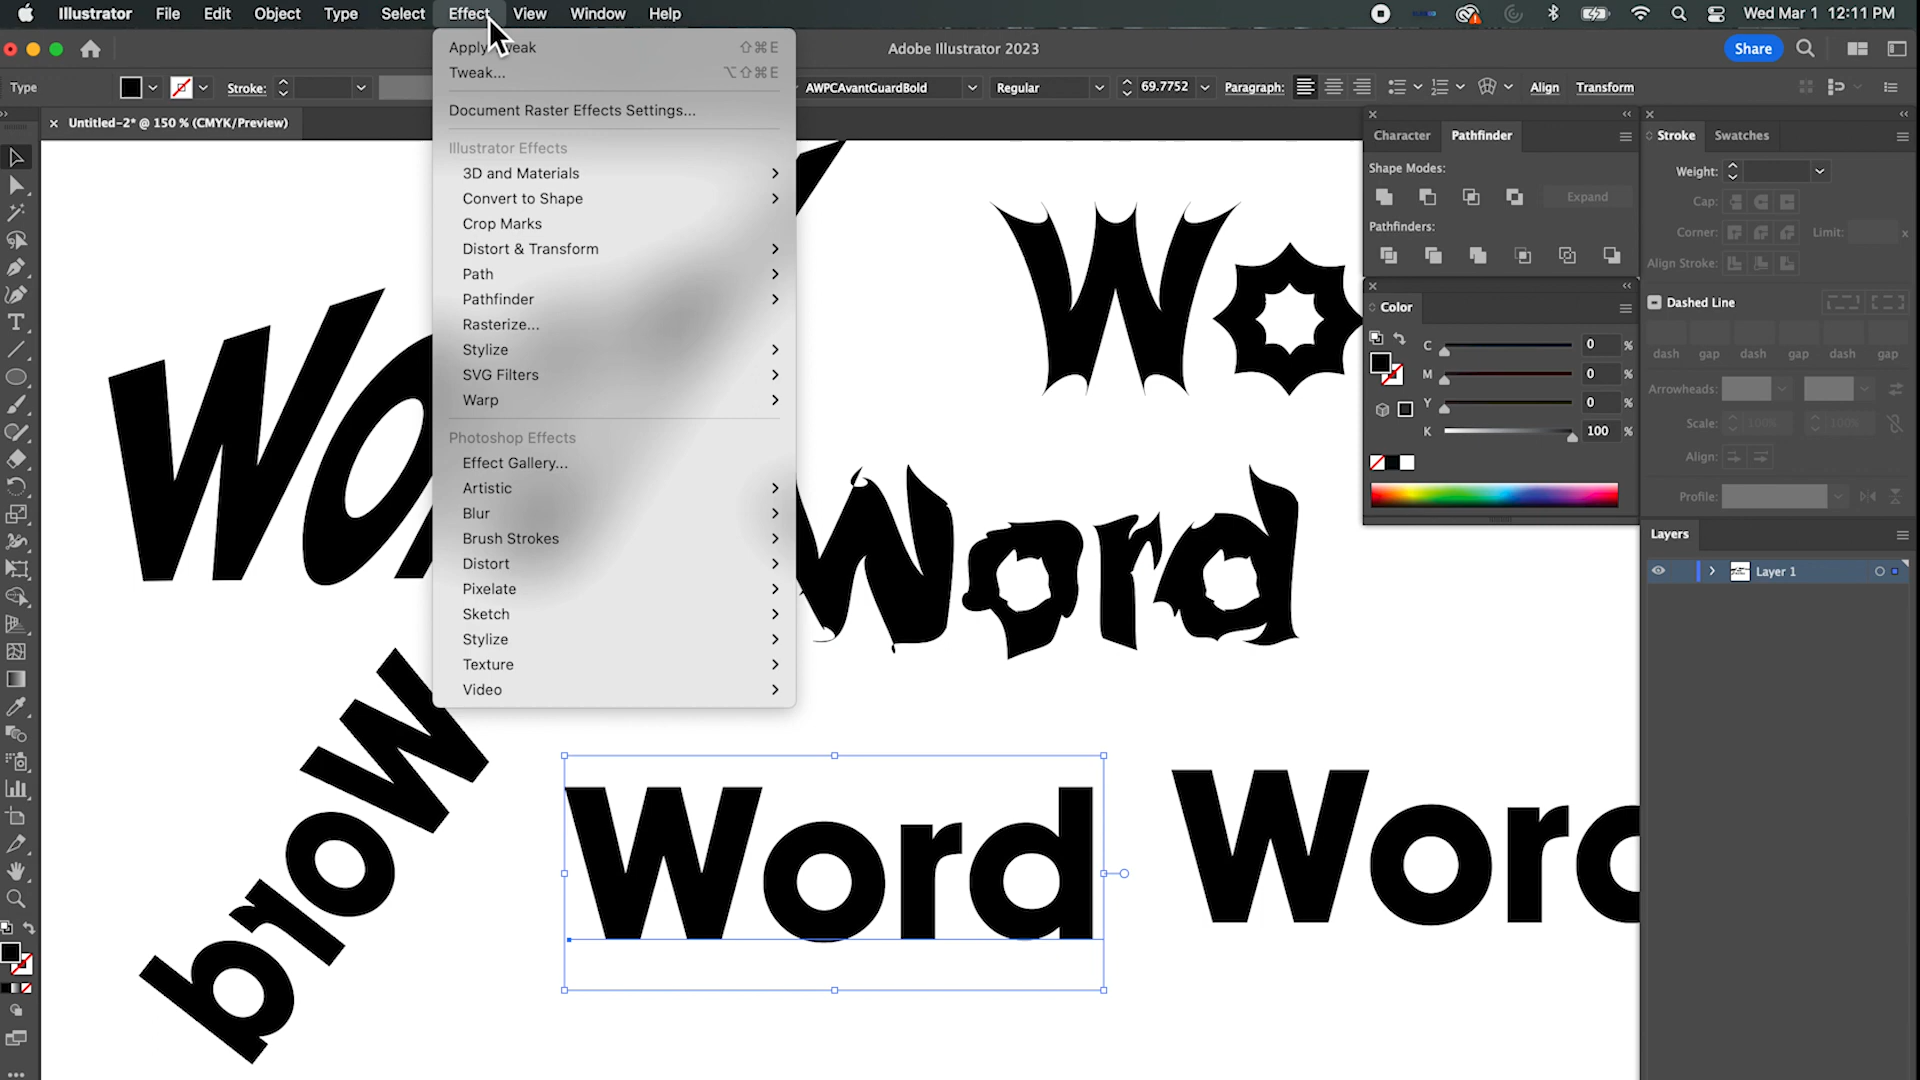 Illustrator File Edit Object Type Select Effect View Window Help Wed Mar 1 12:11 PM
Adobe Illustrator 2023 Share
Type Stroke: AWPCAvantGuardBold Regular 69.7752 Paragraph: Align Transform
Untitled-2* @ 150 % (CMYK/Preview)
Tweak... ⌥⇧⌘E
Document Raster Effects Settings...
Illustrator Effects
3D and Materials
Convert to Shape
Crop Marks
Distort & Transform
Path
Pathfinder
Rasterize...
Stylize
SVG Filters
Warp
Photoshop Effects
Effect Gallery...
Artistic
Blur
Brush Strokes
Distort
Pixelate
Sketch
Stylize
Texture
Video
Character Pathfinder
Shape Modes:
Expand
Pathfinders:
Color
C 0 %
M 0 %
Y 0 %
K 100 %
Stroke Swatches
Weight:
Cap:
Corner: Limit: x
Align Stroke:
Dashed Line
dash gap dash gap dash gap
Arrowheads:
Scale: 100% 100%
Align:
Profile:
Layers
Layer 1
Wo
Word
Word
Word
Word